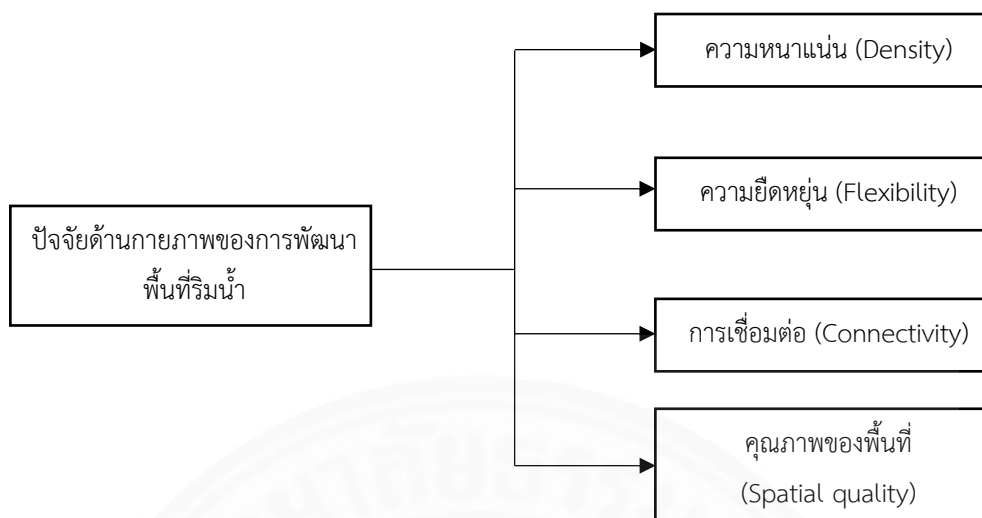 ความหนาแน่น (Density)
ความยืดหยุ่น (Flexibility)
ปัจจัยด้านกายภาพของการพัฒนา
พื้นที่ริมน้ำ
การเชื่อมต่อ (Connectivity)
คุณภาพของพื้นที่
(Spatial quality)